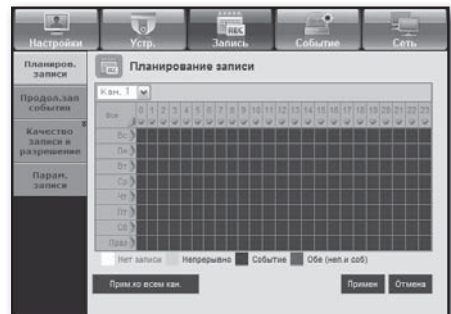 REC
Настройки Устр. Запись Событие Сеть
Планиров. записи
Планирование записи
Продол.зап события
Качество записи и разрешение
Парам. записи
Кан. 1
Все 0 1 2 3 4 5 6 7 8 9 10 11 12 13 14 15 16 17 18 19 20 21 22 23
Вс
Пн
Вт
Ср
Чт
Пт
Сб
Праз
Нет записи Непрерывно Событие Обе (неп.и соб)
Прим.ко всем кан. Примен Отмена